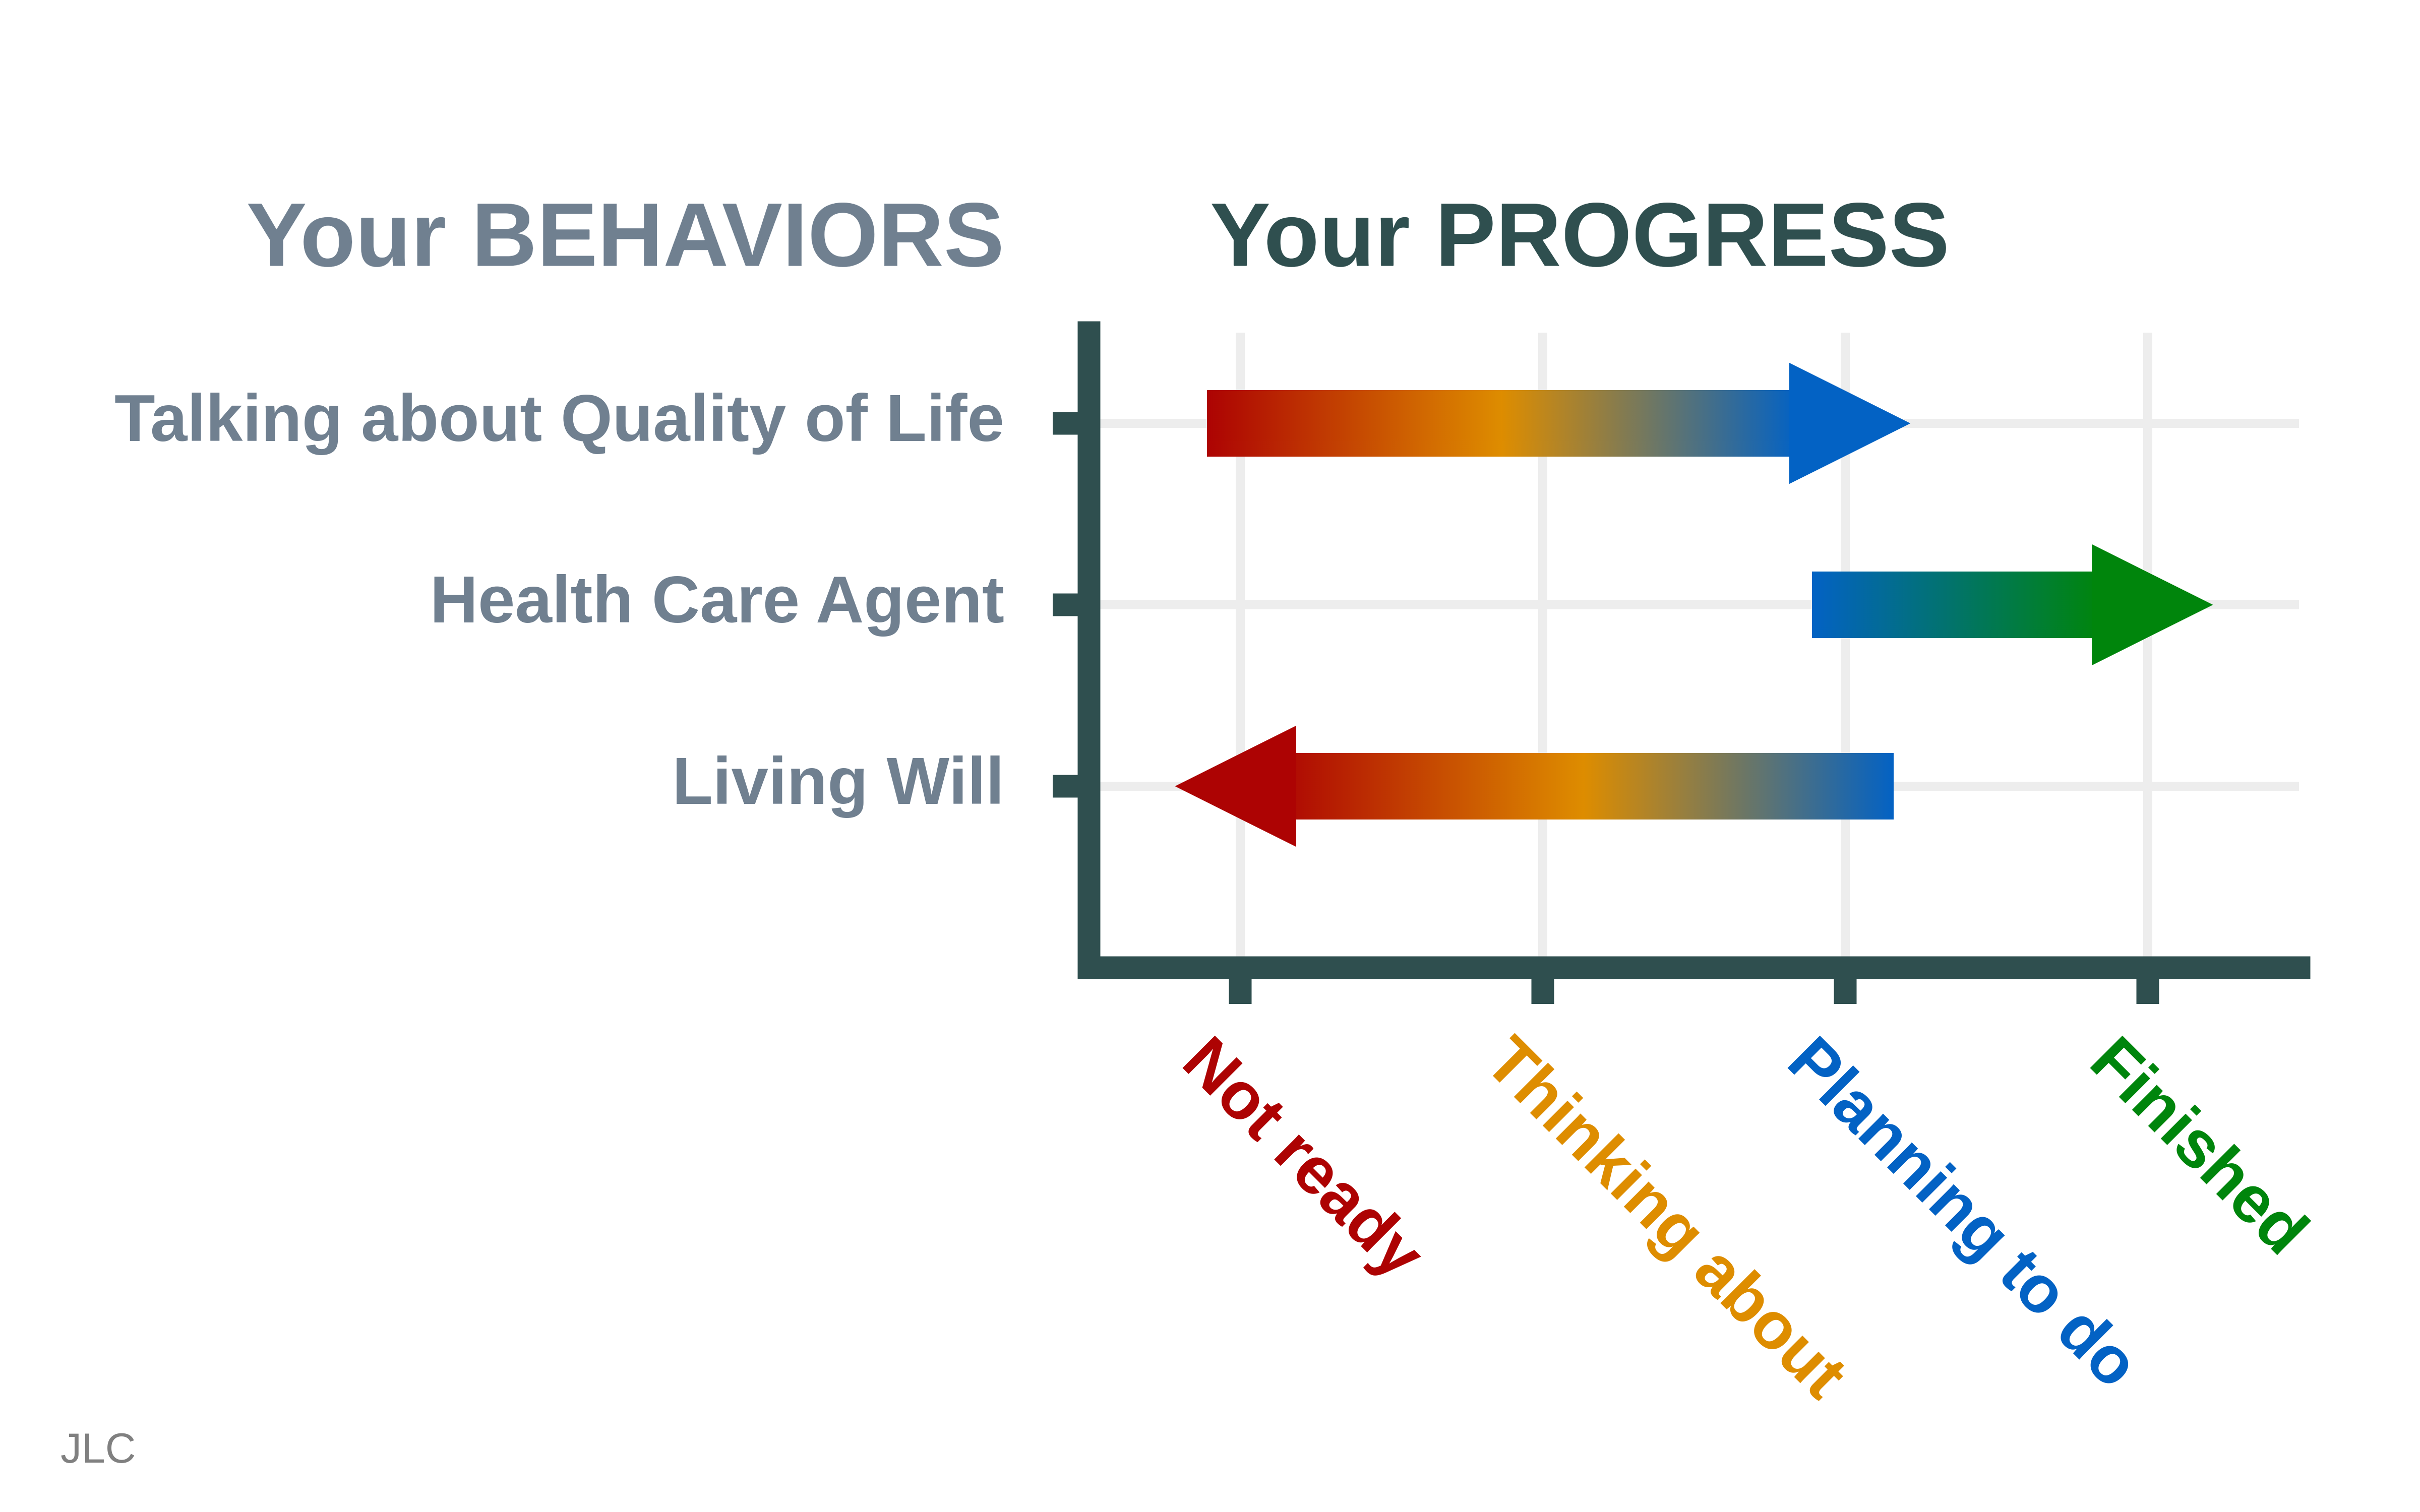 Your BEHAVIORS
Your PROGRESS
Talking about Quality of Life
Health Care Agent
Living Will
Not ready
Thinking about
Planning to do
Finished
JLC